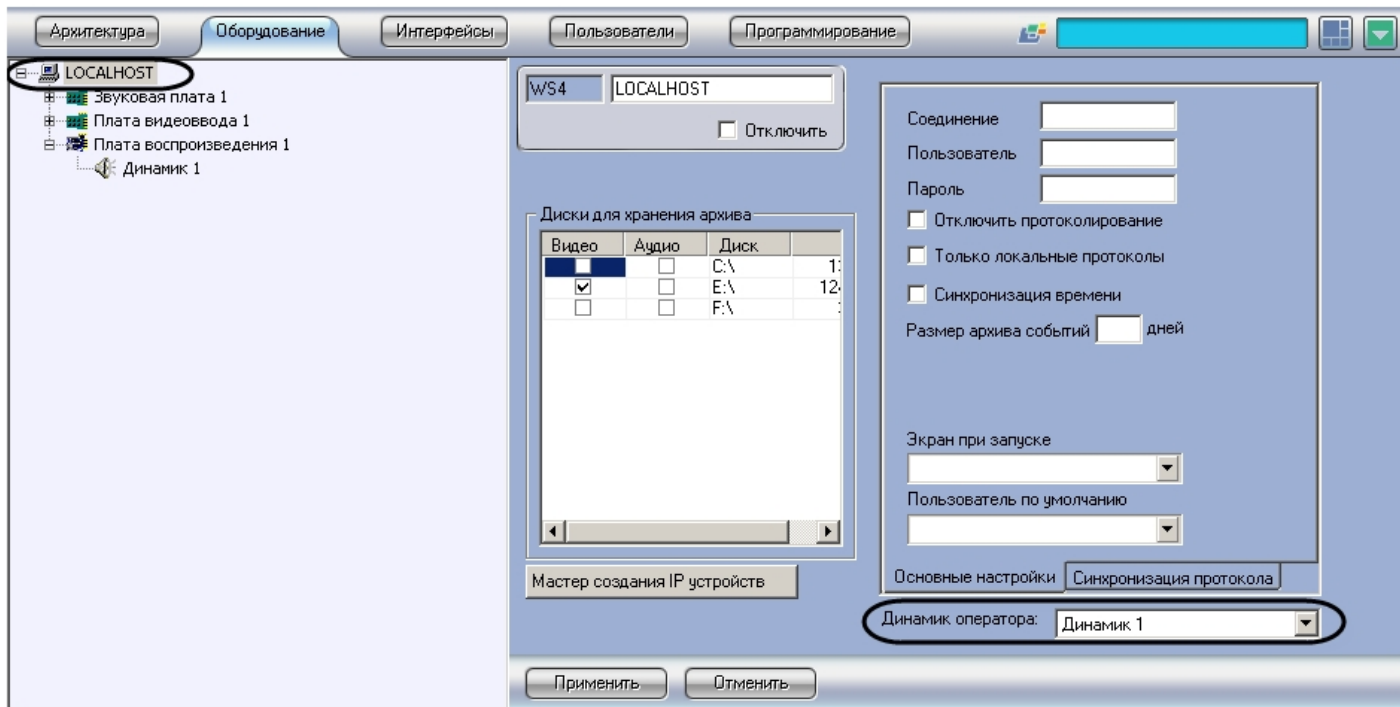 Архитектура Оборудование Интерфейсы Пользователи Программирование
LOCALHOST
Звуковая плата 1
Плата видеоввода 1
Плата воспроизведения 1
Динамик 1
WS4 LOCALHOST
Отключить
Диски для хранения архива
Видео Аудио Диск
C:\
E:\
F:\
Мастер создания IP устройств
Соединение
Пользователь
Пароль
Отключить протоколирование
Только локальные протоколы
Синхронизация времени
Размер архива событий дней
Экран при запуске
Пользователь по умолчанию
Основные настройки Синхронизация протокола
Динамик оператора: Динамик 1
Применить Отменить